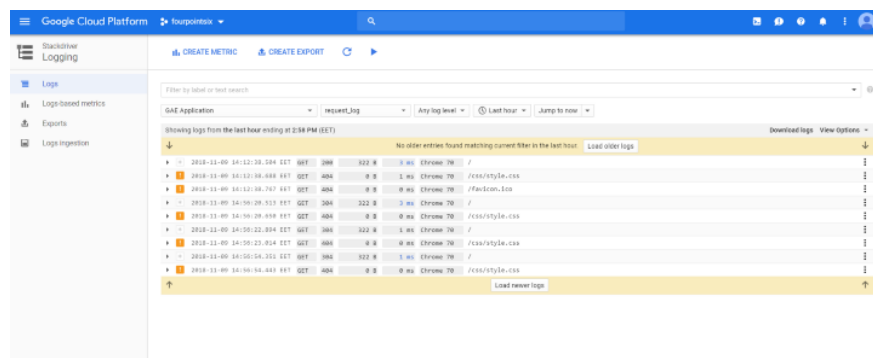 Google Cloud Platform fourpointsix
Stackdriver
Logging
CREATE METRIC CREATE EXPORT
Logs
Logs-based metrics
Exports
Logs ingestion
Filter by label or text search
GAE Application request_log Any log level Last hour Jump to now
Showing logs from the last hour ending at 2:58 PM (EET) Download logs View Options
No older entries found matching current filter in the last hour. Load older logs
2018-11-09 14:12:38.504 EET GET 200 322 B 3 ms Chrome 70 /
2018-11-09 14:12:38.688 EET GET 404 0 B 1 ms Chrome 70 /css/style.css
2018-11-09 14:12:38.767 EET GET 404 0 B 0 ms Chrome 70 /favicon.ico
2018-11-09 14:56:20.513 EET GET 304 322 B 3 ms Chrome 70 /
2018-11-09 14:56:20.650 EET GET 404 0 B 0 ms Chrome 70 /css/style.css
2018-11-09 14:56:22.894 EET GET 304 322 B 1 ms Chrome 70 /
2018-11-09 14:56:23.014 EET GET 404 0 B 0 ms Chrome 70 /css/style.css
2018-11-09 14:56:54.351 EET GET 304 322 B 1 ms Chrome 70 /
2018-11-09 14:56:54.443 EET GET 404 0 B 0 ms Chrome 70 /css/style.css
Load newer logs